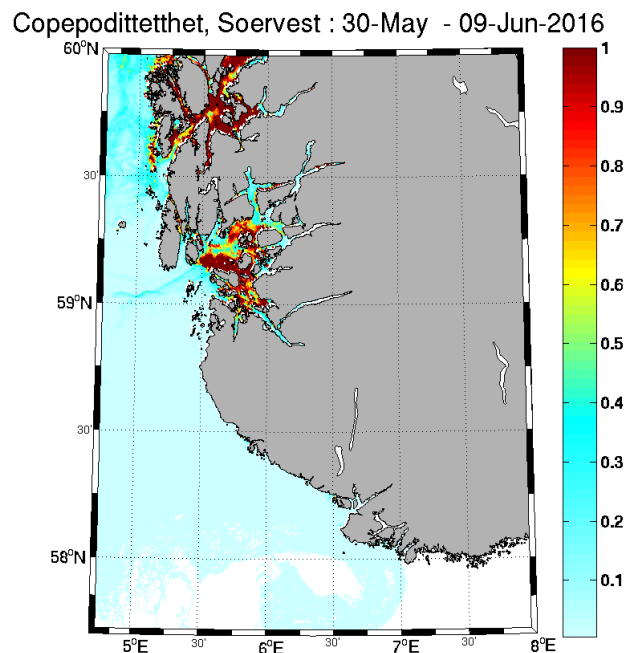 Copepodittetthet, Soervest : 30-May - 09-Jun-2016
60°N
30'
59°N
30'
58°N
5°E
30'
6°E
30'
7°E
30'
8°E
1
0.9
0.8
0.7
0.6
0.5
0.4
0.3
0.2
0.1